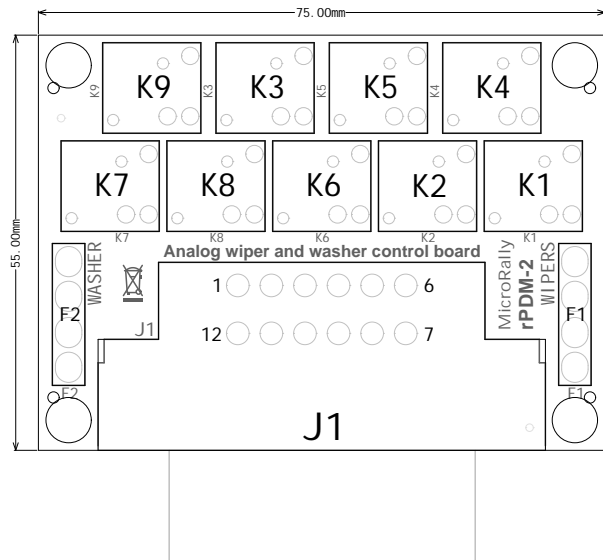 75.00mm
55.00mm
K9 K3 K5 K4
K9 K3 K5 K4
K7 K8 K6 K2 K1
K7 K8 K6 K2 K1
Analog wiper and washer control board
WASHER
MicroRally
rPDM-2
WIPERS
1 6
12 7
J1
F2 F1
F2 F1
J1